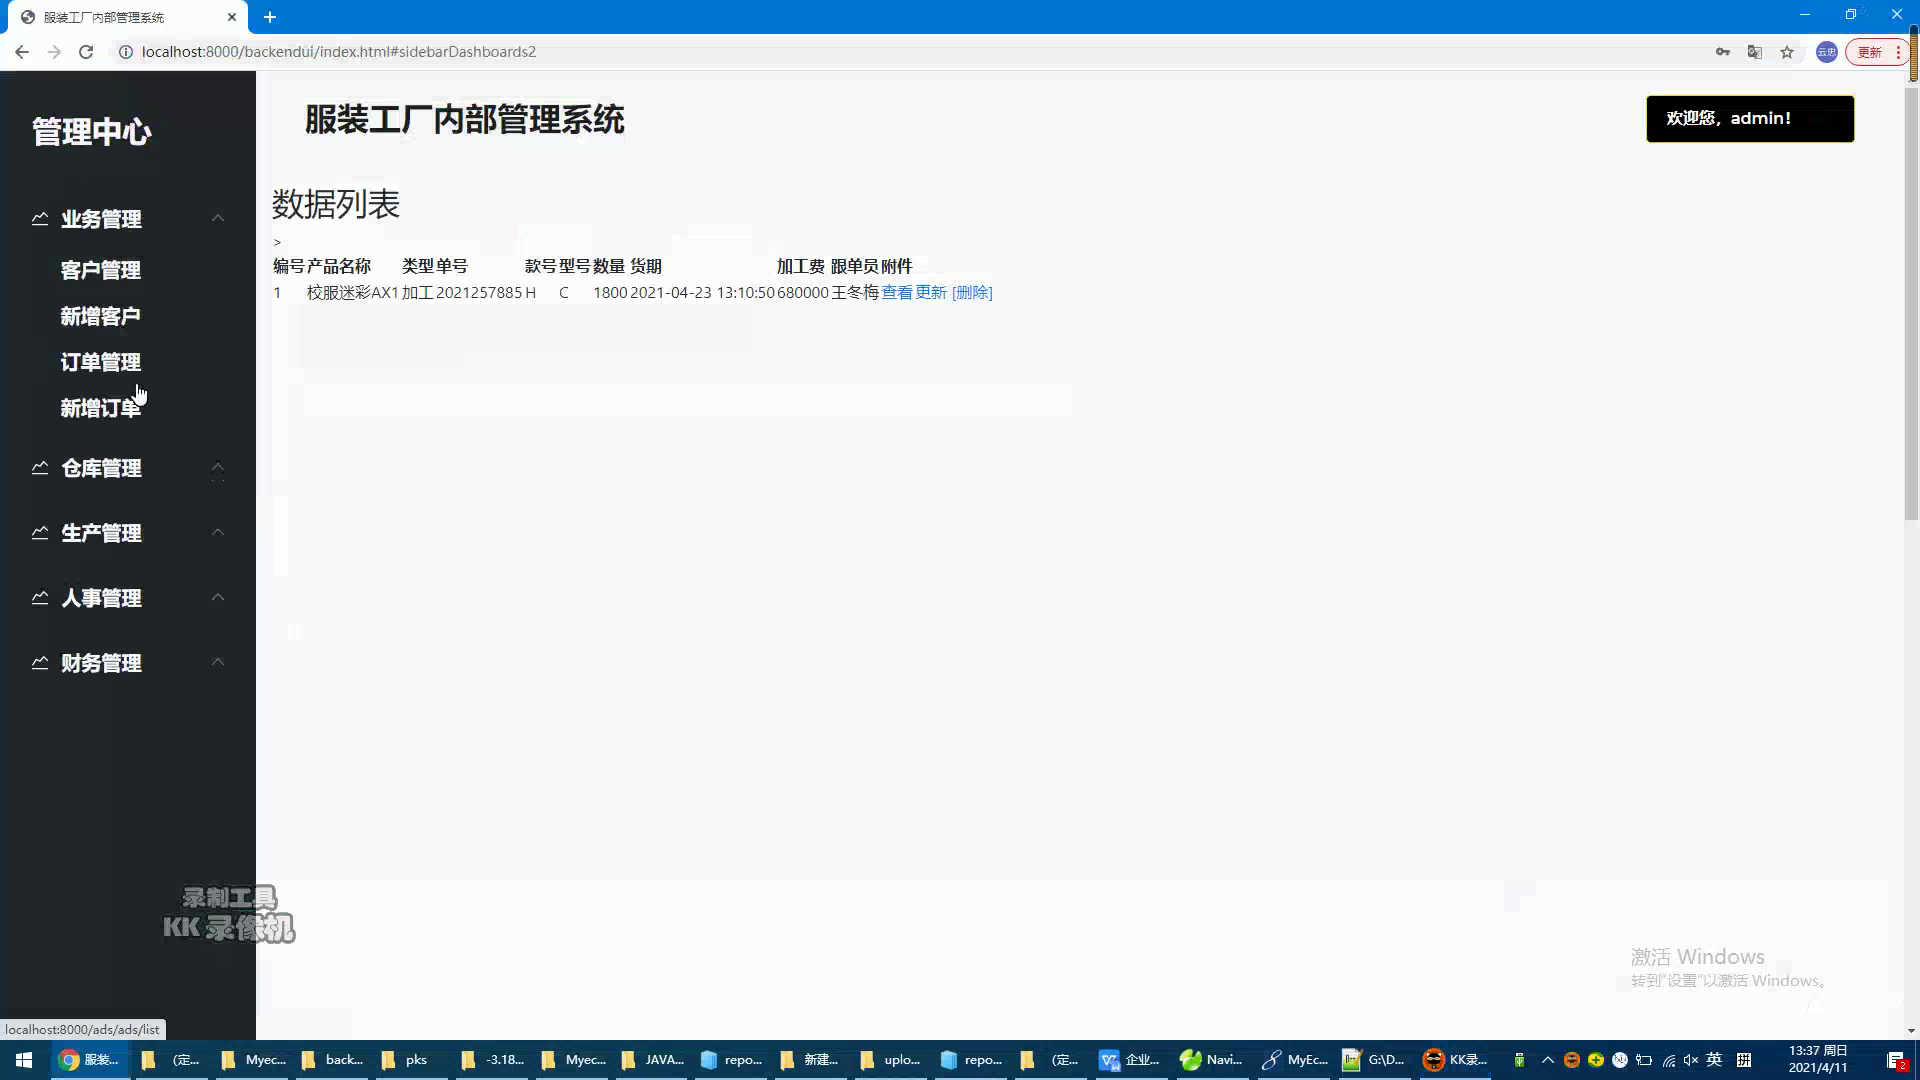 服装工厂内部管理系统
localhost:8000/backendui/index.html#sidebarDashboards2
云忠
更新
管理中心
服装工厂内部管理系统
欢迎您，admin！
业务管理
客户管理
新增客户
订单管理
新增订单
仓库管理
生产管理
人事管理
财务管理
数据列表
>
编号 产品名称 类型 单号 款号 型号 数量 货期 加工费 跟单员 附件
1 校服迷彩AX1 加工 2021257885 H C 1800 2021-04-23 13:10:50 680000 王冬梅 查看 更新 [删除]
录制工具
KK 录像机
激活 Windows
转到"设置"以激活 Windows。
localhost:8000/ads/ads/list
服装...
(定...
Myec...
back...
pks
-3.18...
Myec...
JAVA...
repo...
新建...
uplo...
repo...
(定...
企业...
Navi...
MyEc...
G:\D...
KK录...
英
拼
13:37 周日
2021/4/11
2